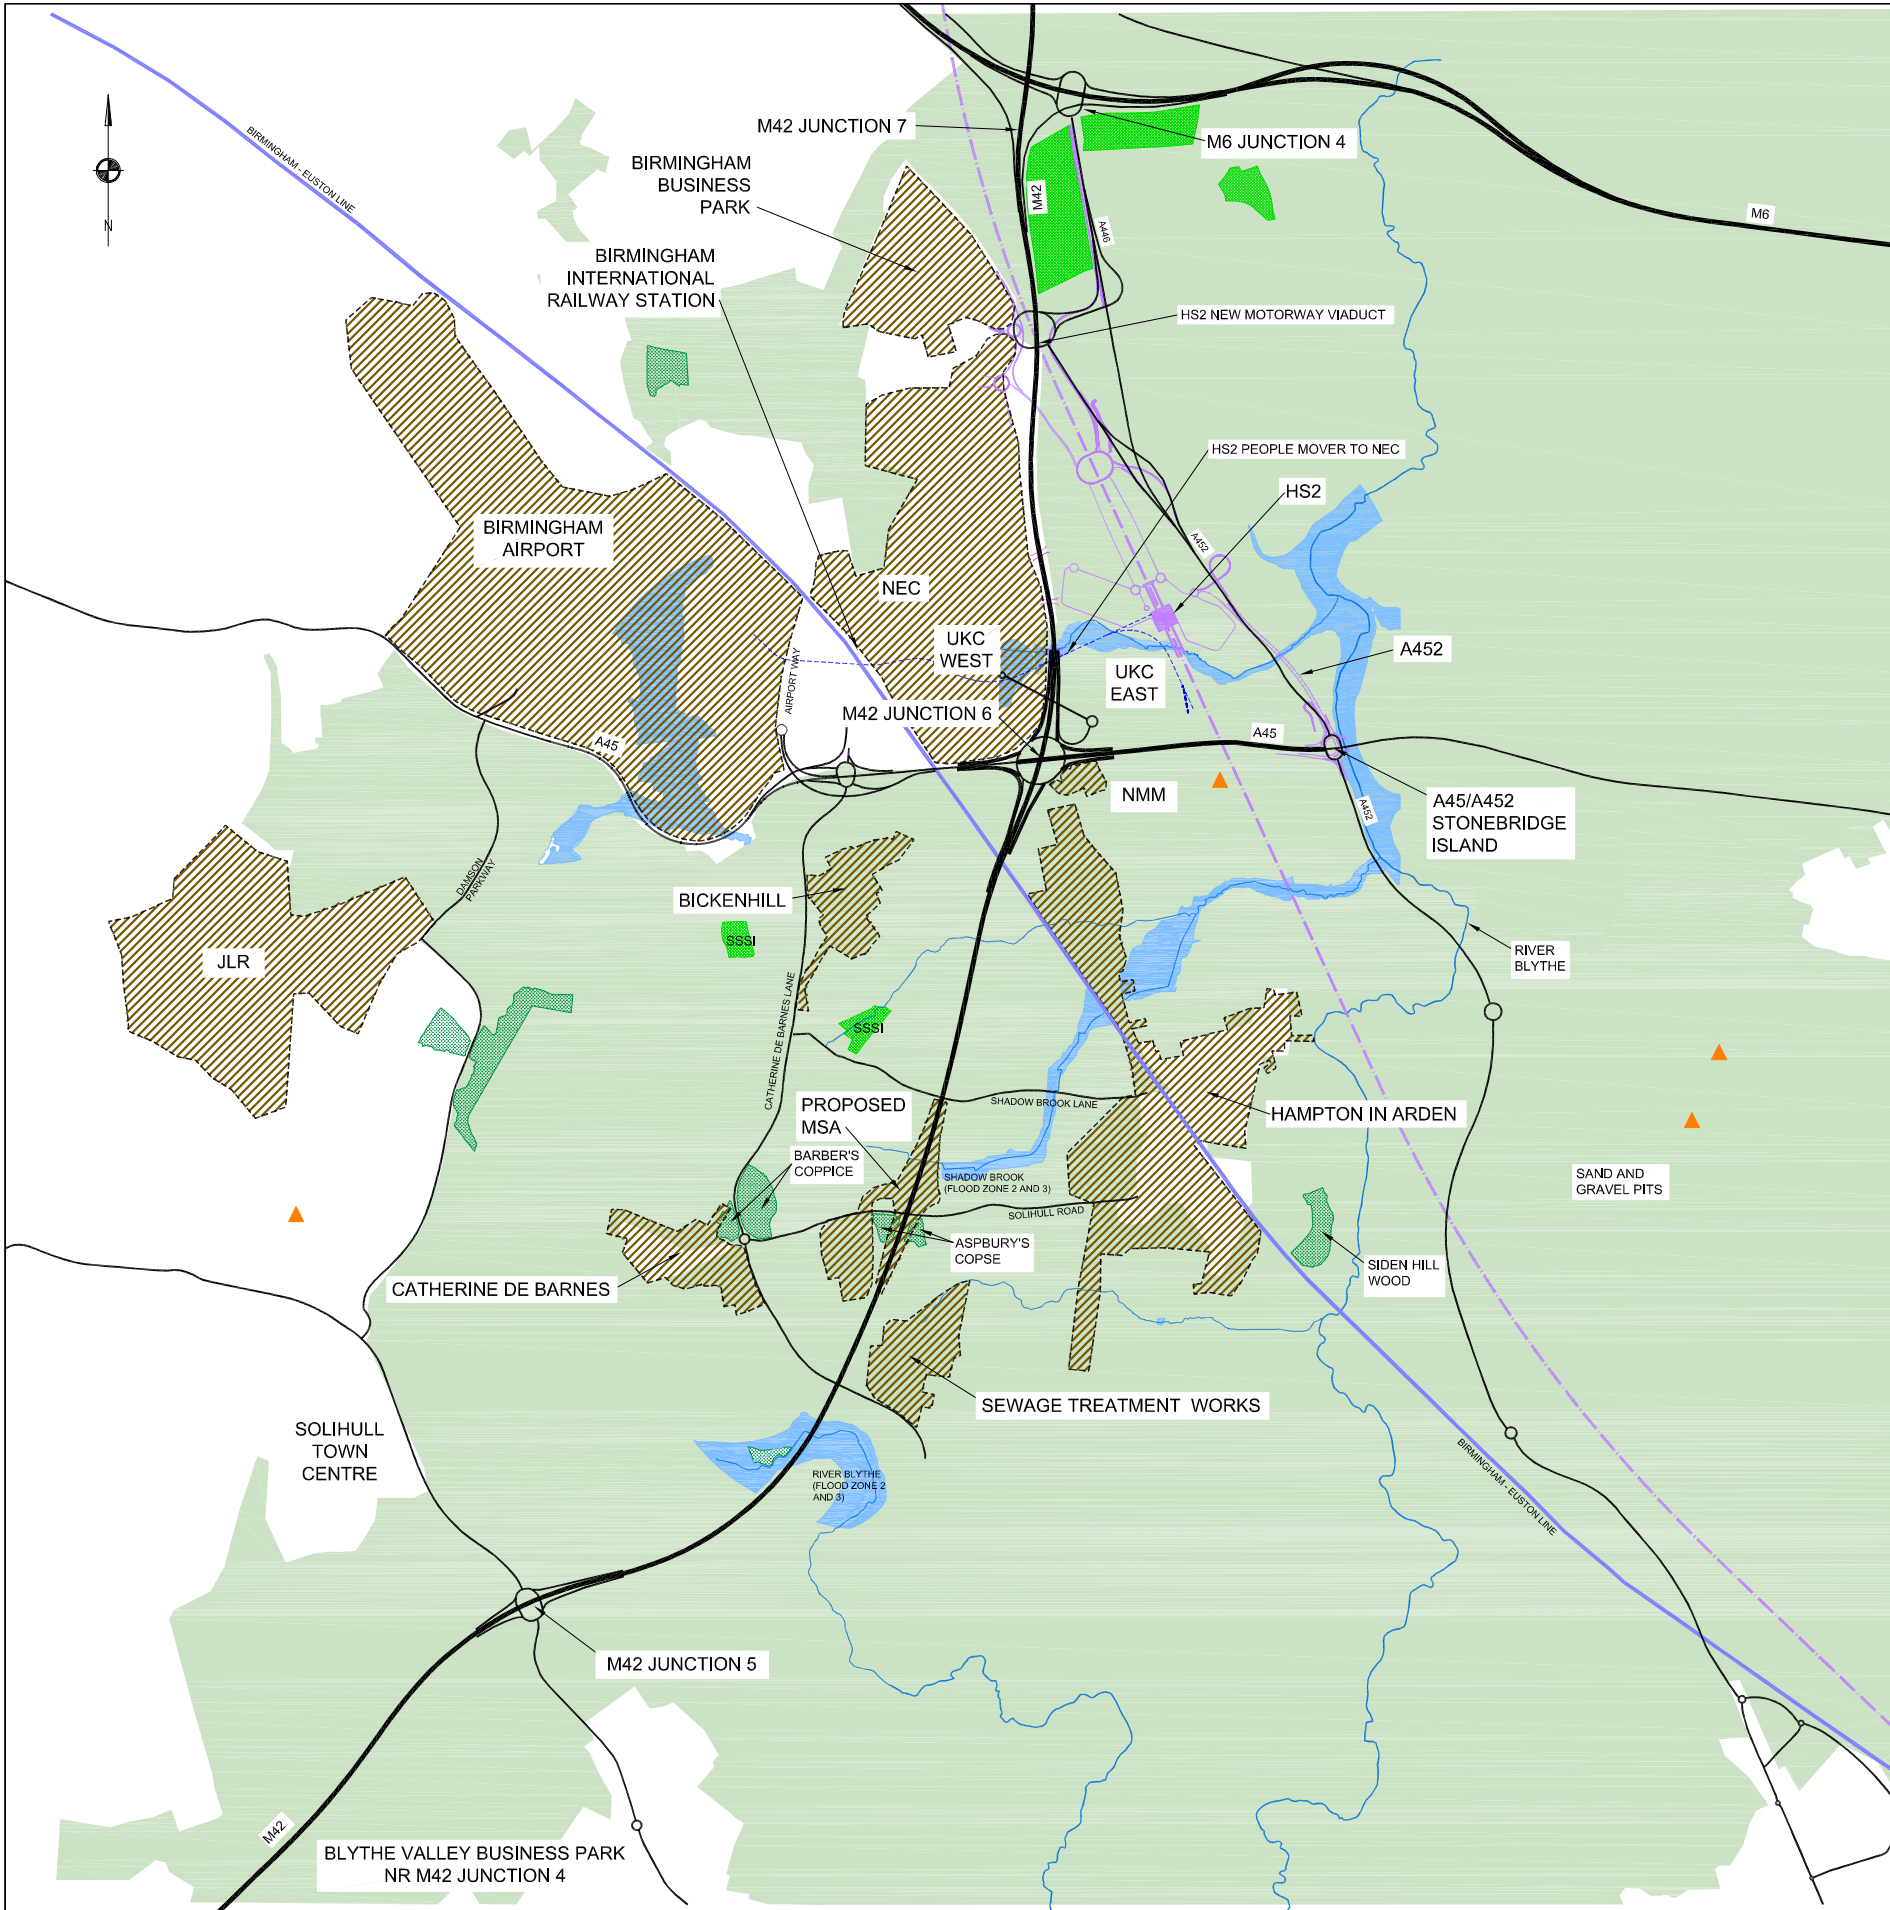 M42 JUNCTION 7
M6 JUNCTION 4
BIRMINGHAM - EUSTON LINE
BIRMINGHAM
BUSINESS
PARK
M42
M6
A446
N
BIRMINGHAM
INTERNATIONAL
RAILWAY STATION
HS2 NEW MOTORWAY VIADUCT
HS2 PEOPLE MOVER TO NEC
HS2
BIRMINGHAM
AIRPORT
A452
NEC
UKC
WEST
UKC
EAST
A452
AIRPORT WAY
M42 JUNCTION 6
A45
A45
NMM
A45/A452
STONEBRIDGE
ISLAND
A452
DAMSON
PARKWAY
BICKENHILL
SSSI
JLR
RIVER
BLYTHE
CATHERINE DE BARNES LANE
SSSI
PROPOSED
MSA
SHADOW BROOK LANE
HAMPTON IN ARDEN
BARBER'S
COPPICE
SHADOW BROOK
(FLOOD ZONE 2 AND 3)
SAND AND
GRAVEL PITS
SOLIHULL ROAD
ASPBURY'S
COPSE
SIDEN HILL
WOOD
CATHERINE DE BARNES
SEWAGE TREATMENT  WORKS
SOLIHULL
TOWN
CENTRE
RIVER BLYTHE
(FLOOD ZONE 2
AND 3)
BIRMINGHAM - EUSTON LINE
M42 JUNCTION 5
M42
BLYTHE VALLEY BUSINESS PARK
NR M42 JUNCTION 4